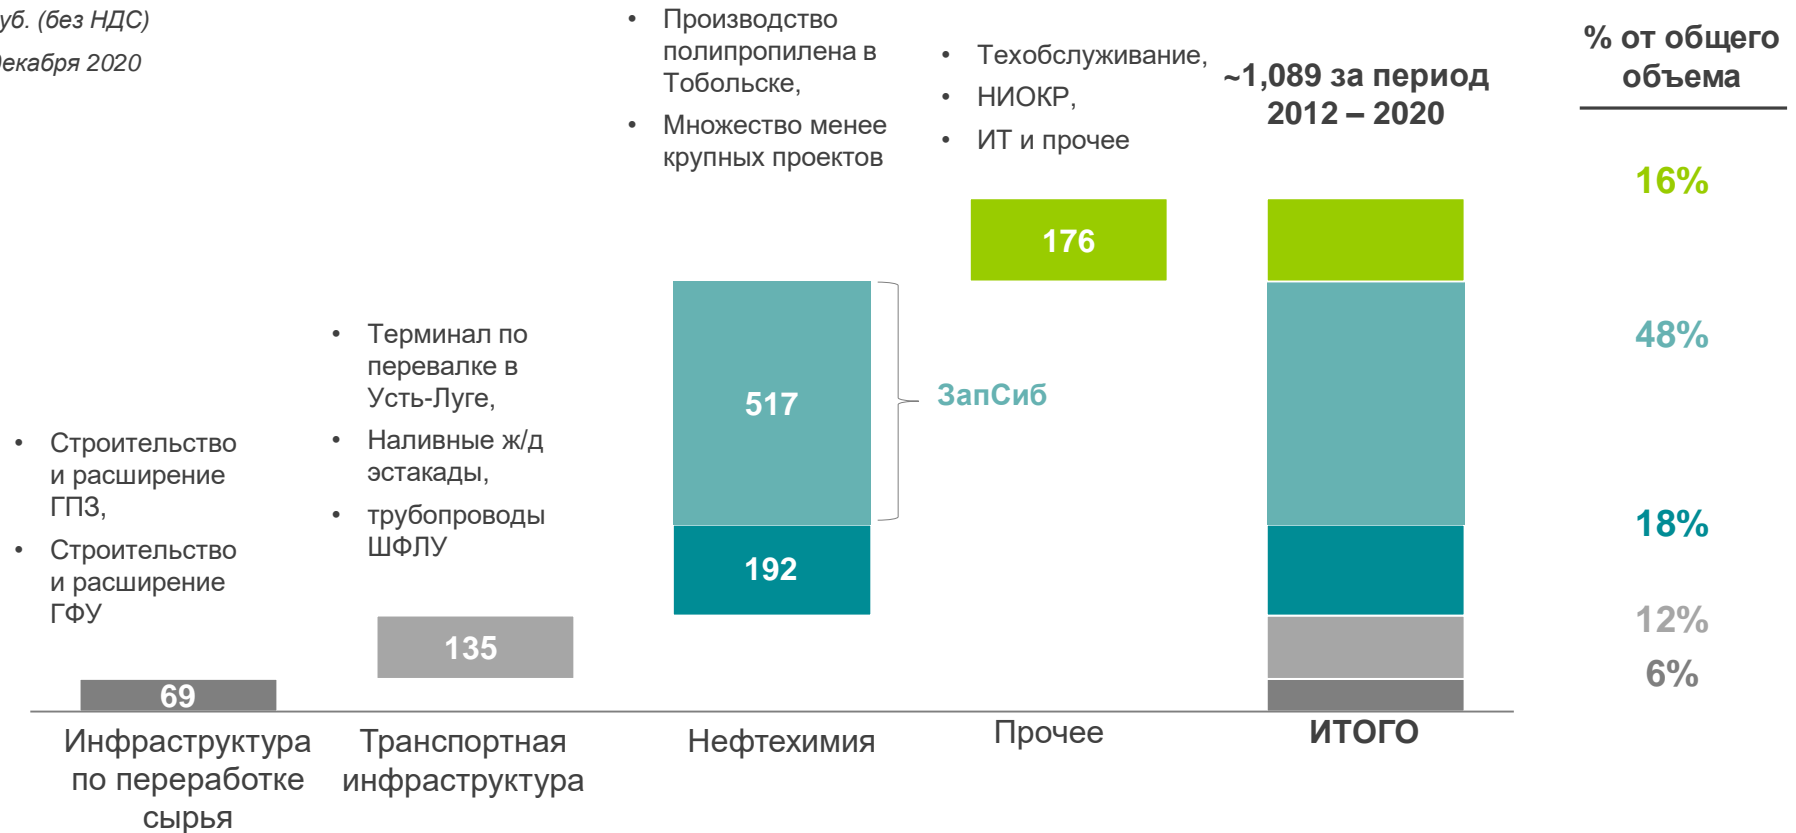 уб. (без НДС)
декабря 2020
• Производство
полипропилена в
Тобольске,
• Множество менее
крупных проектов
• Техобслуживание,
• НИОКР,
• ИТ и прочее
~1,089 за период
2012 – 2020
% от общего
объема
16%
176
• Терминал по
перевалке в
Усть-Луге,
• Наливные ж/д
эстакады,
• трубопроводы
ШФЛУ
48%
517
ЗапСиб
• Строительство
и расширение
ГПЗ,
• Строительство
и расширение
ГФУ
18%
192
12%
135
6%
69
Инфраструктура
по переработке
сырья
Транспортная
инфраструктура
Нефтехимия
Прочее
ИТОГО